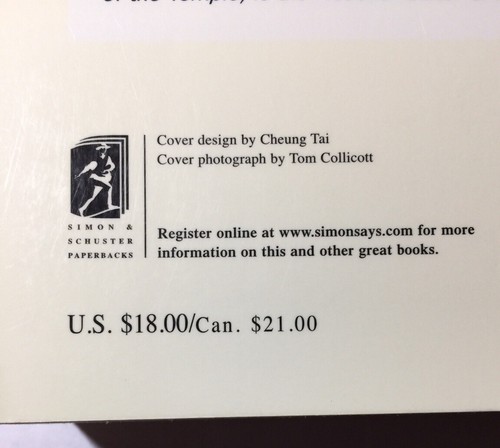 Cover design by Cheung Tai
Cover photograph by Tom Collicott
SIMON &
SCHUSTER
PAPERBACKS
Register online at www.simonsays.com for more
information on this and other great books.
U.S. $18.00/Can. $21.00